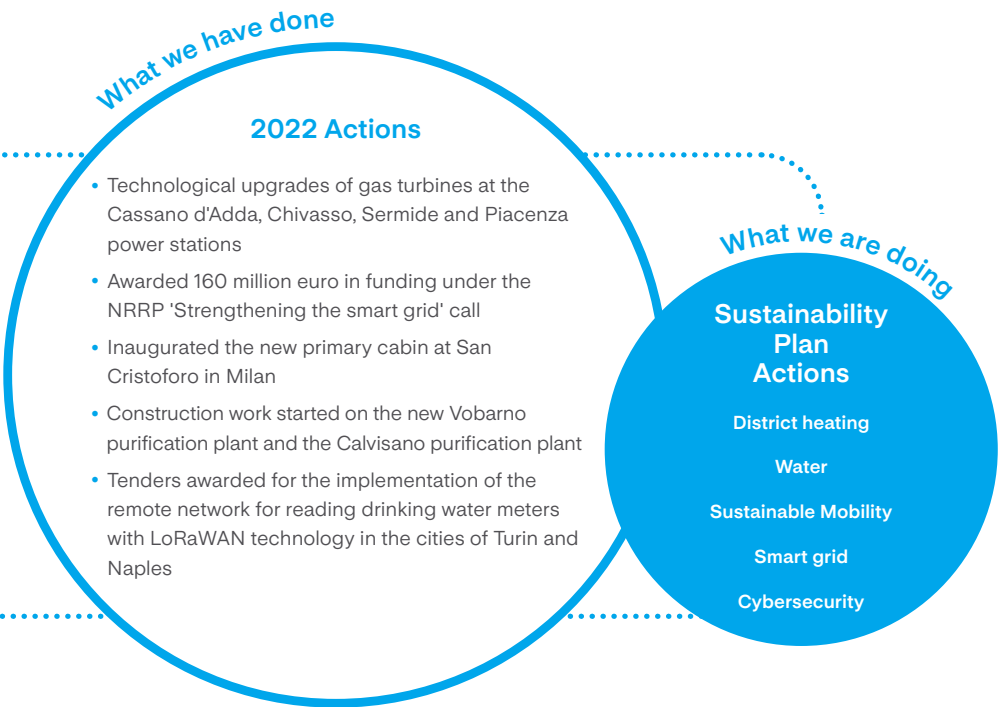 What we have done
2022 Actions
• Technological upgrades of gas turbines at the
Cassano d'Adda, Chivasso, Sermide and Piacenza
power stations
• Awarded 160 million euro in funding under the
NRRP 'Strengthening the smart grid' call
• Inaugurated the new primary cabin at San
Cristoforo in Milan
• Construction work started on the new Vobarno
purification plant and the Calvisano purification plant
• Tenders awarded for the implementation of the
remote network for reading drinking water meters
with LoRaWAN technology in the cities of Turin and
Naples
What we are doing
Sustainability
Plan
Actions
District heating
Water
Sustainable Mobility
Smart grid
Cybersecurity